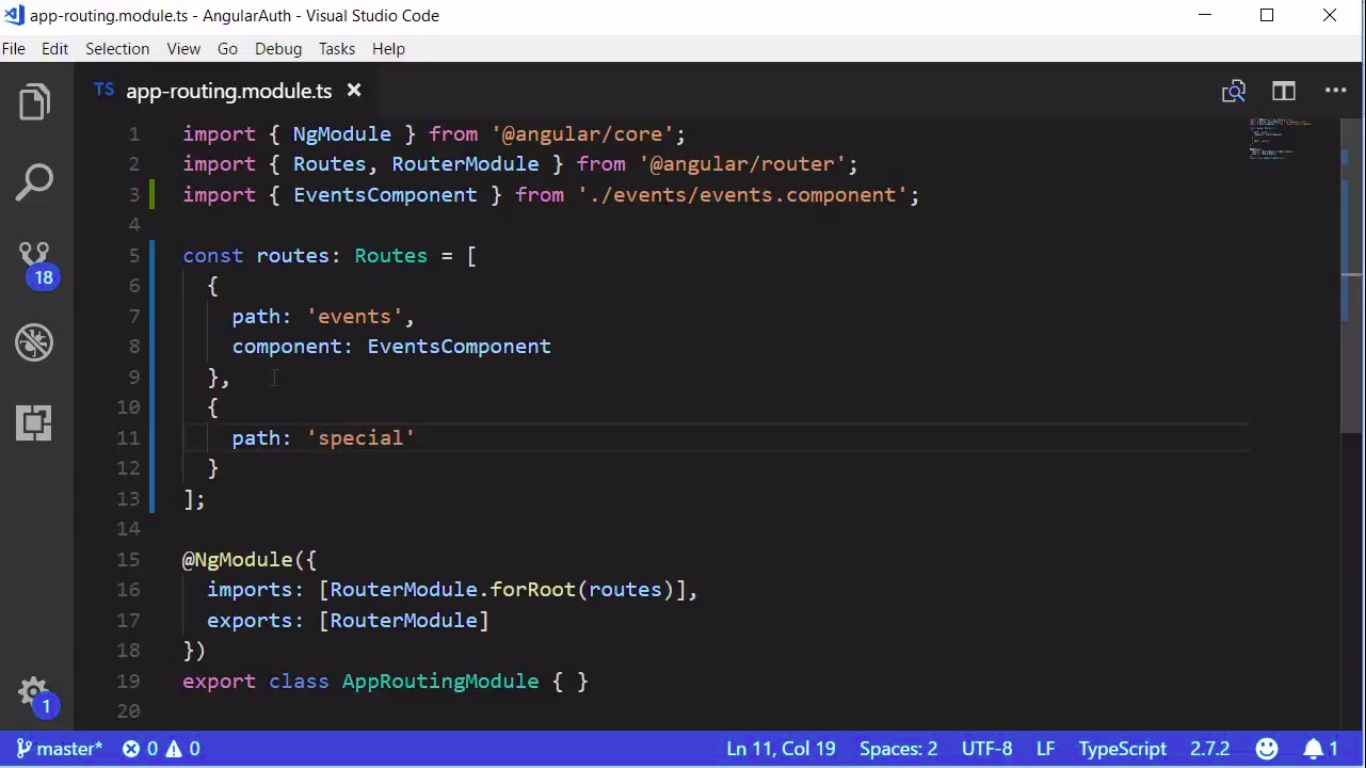 app-routing.module.ts - AngularAuth - Visual Studio Code
File Edit Selection View Go Debug Tasks Help
TS app-routing.module.ts
1 import { NgModule } from '@angular/core';
2 import { Routes, RouterModule } from '@angular/router';
3 import { EventsComponent } from './events/events.component';
4
5 const routes: Routes = [
6 {
7 path: 'events',
8 component: EventsComponent
9 },
10 {
11 path: 'special'
12 }
13 ];
14
15 @NgModule({
16 imports: [RouterModule.forRoot(routes)],
17 exports: [RouterModule]
18 })
19 export class AppRoutingModule { }
20
18
1
master* 0 0 Ln 11, Col 19 Spaces: 2 UTF-8 LF TypeScript 2.7.2 1